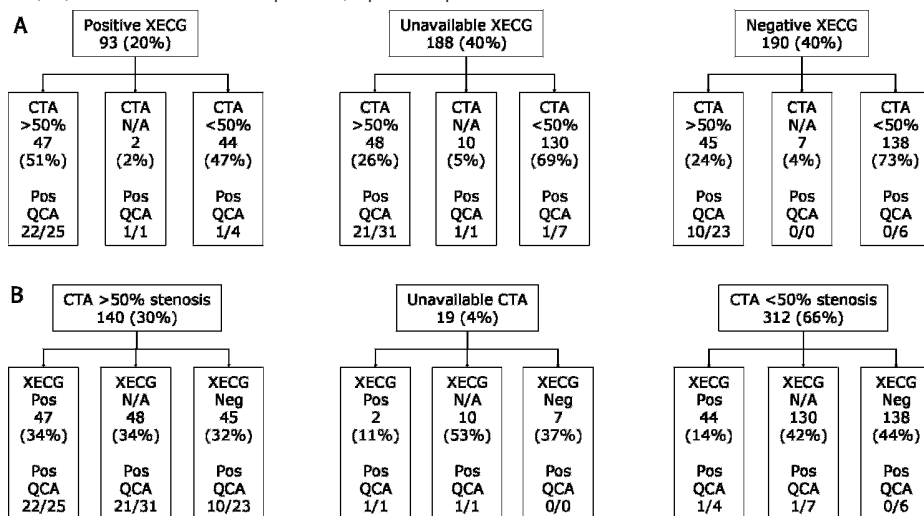 A
Positive XECG
93 (20%)
CTA
>50%
47
(51%)
Pos
QCA
22/25
CTA
N/A
2
(2%)
Pos
QCA
1/1
CTA
<50%
44
(47%)
Pos
QCA
1/4
Unavailable XECG
188 (40%)
CTA
>50%
48
(26%)
Pos
QCA
21/31
CTA
N/A
10
(5%)
Pos
QCA
1/1
CTA
<50%
130
(69%)
Pos
QCA
1/7
Negative XECG
190 (40%)
CTA
>50%
45
(24%)
Pos
QCA
10/23
CTA
N/A
7
(4%)
Pos
QCA
0/0
CTA
<50%
138
(73%)
Pos
QCA
0/6
B
CTA >50% stenosis
140 (30%)
XECG
Pos
47
(34%)
Pos
QCA
22/25
XECG
N/A
48
(34%)
Pos
QCA
21/31
XECG
Neg
45
(32%)
Pos
QCA
10/23
Unavailable CTA
19 (4%)
XECG
Pos
2
(11%)
Pos
QCA
1/1
XECG
N/A
10
(53%)
Pos
QCA
1/1
XECG
Neg
7
(37%)
Pos
QCA
0/0
CTA <50% stenosis
312 (66%)
XECG
Pos
44
(14%)
Pos
QCA
1/4
XECG
N/A
130
(42%)
Pos
QCA
1/7
XECG
Neg
138
(44%)
Pos
QCA
0/6